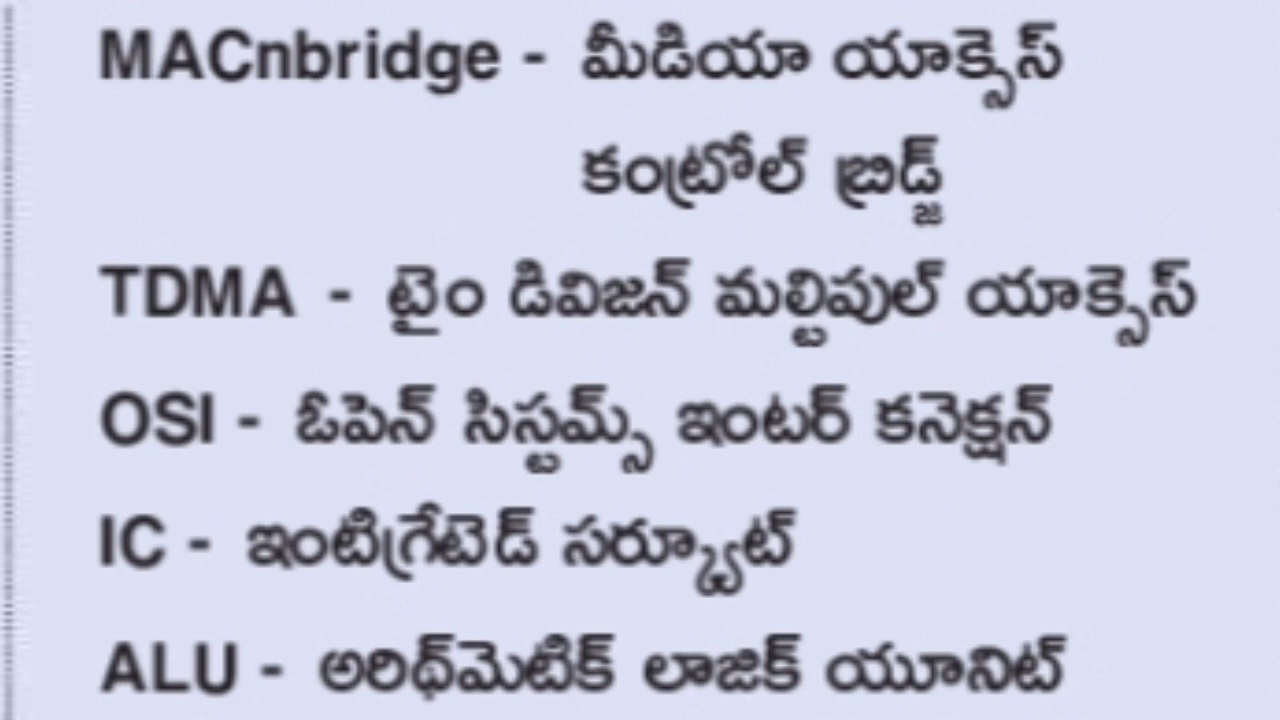 MACnbridge - మీడియా యాక్సెస్
కంట్రోల్ బ్రిడ్జ్
TDMA - టైం డివిజన్ మల్టిపుల్ యాక్సెస్
OSI - ఓపెన్ సిస్టమ్స్ ఇంటర్ కనెక్షన్
IC - ఇంటిగ్రేటెడ్ సర్క్యూట్
ALU - అరిథ్‌మెటిక్ లాజిక్ యూనిట్